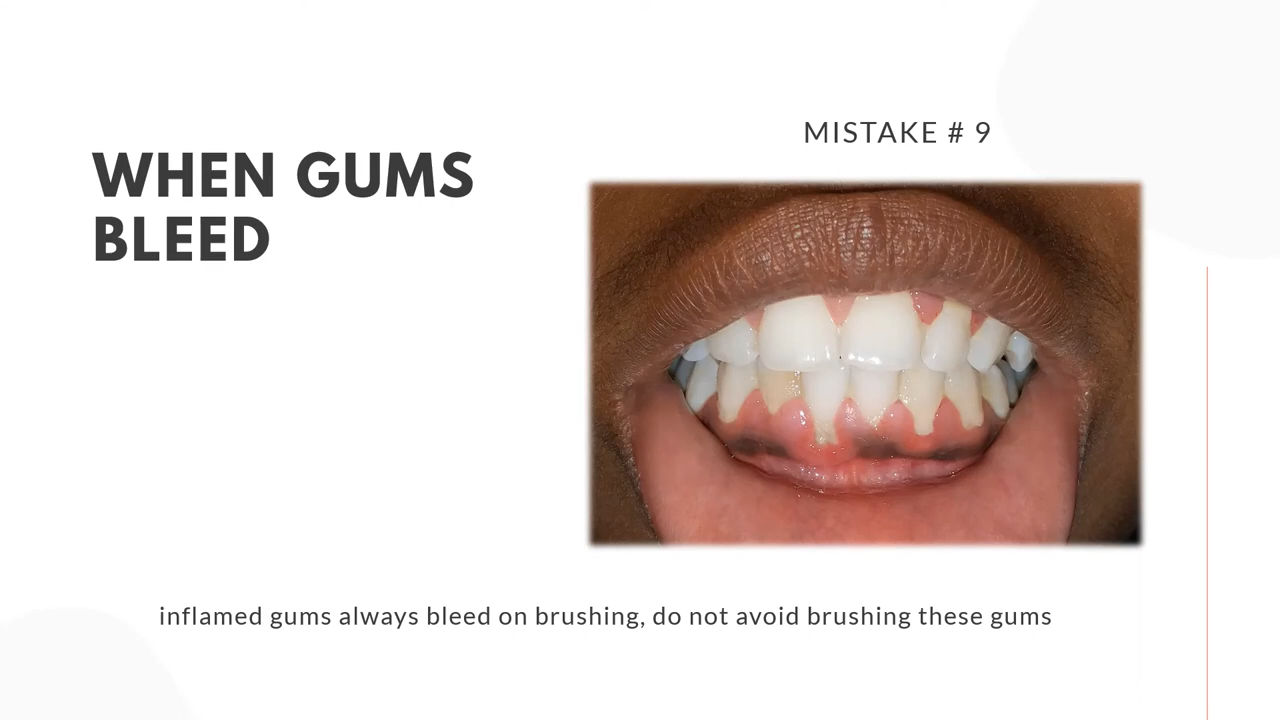 MISTAKE # 9
WHEN GUMS
BLEED
inflamed gums always bleed on brushing, do not avoid brushing these gums